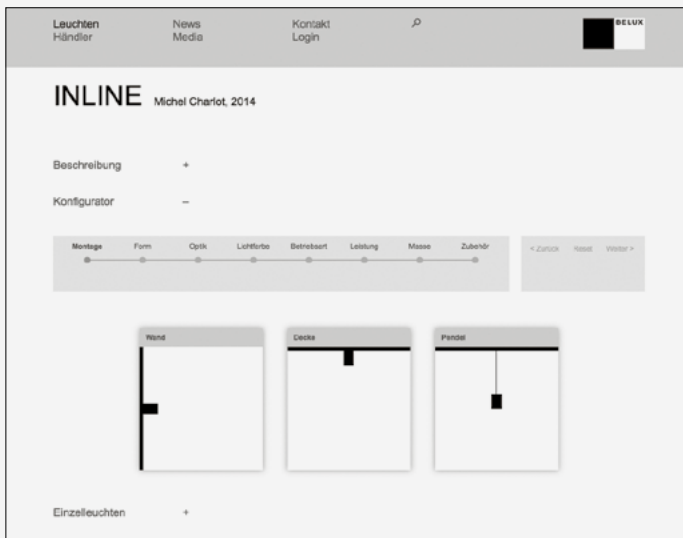 Leuchten News Kontakt
Händler Media Login
BELUX
INLINE Michel Charlot, 2014
Beschreibung +
Konfigurator –
Montage Form Optik Lichtfarbe Betriebsart Leistung Masse Zubehör < Zurück Reset Weiter >
Wand Decke Pendel
Einzelleuchten +